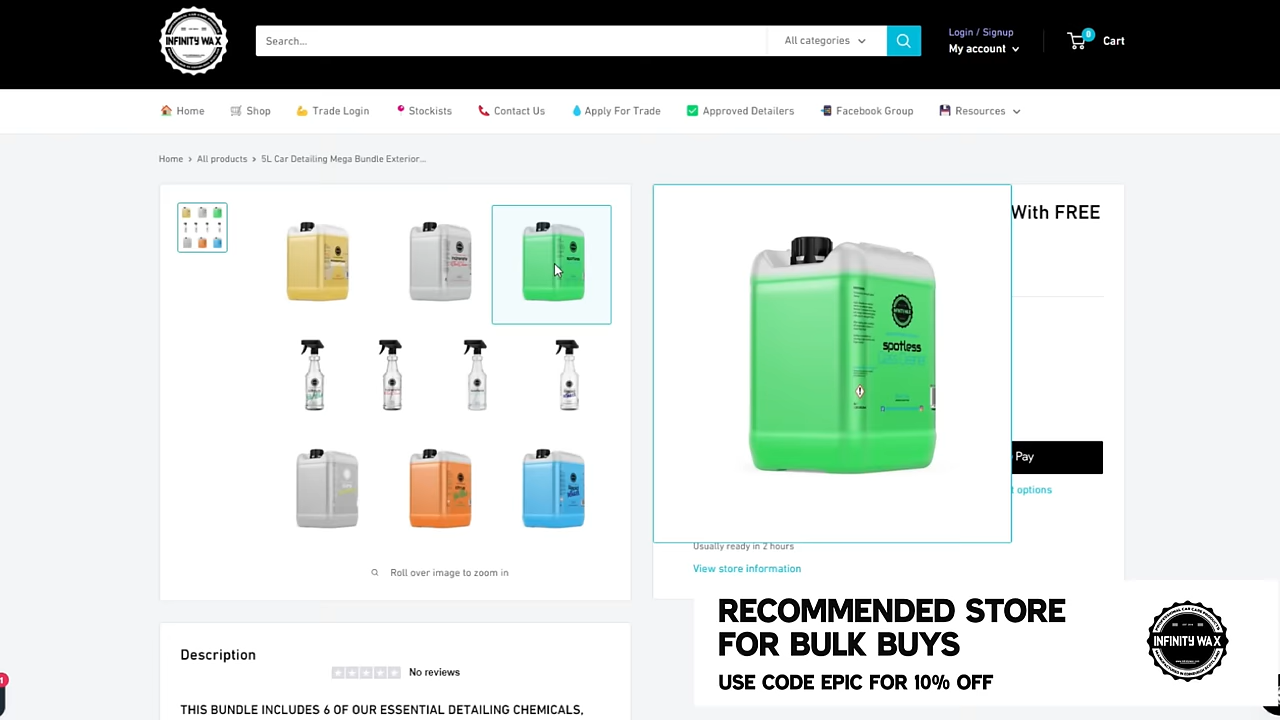 INFINITY WAX
Search...
All categories
Login / Signup
My account
0
Cart
Home
Shop
Trade Login
Stockists
Contact Us
Apply For Trade
Approved Detailers
Facebook Group
Resources
Home > All products > 5L Car Detailing Mega Bundle Exterior...
With FREE
spotless
Pay
options
Usually ready in 2 hours
View store information
Roll over image to zoom in
Description
No reviews
THIS BUNDLE INCLUDES 6 OF OUR ESSENTIAL DETAILING CHEMICALS,
RECOMMENDED STORE
FOR BULK BUYS
USE CODE EPIC FOR 10% OFF
INFINITY WAX